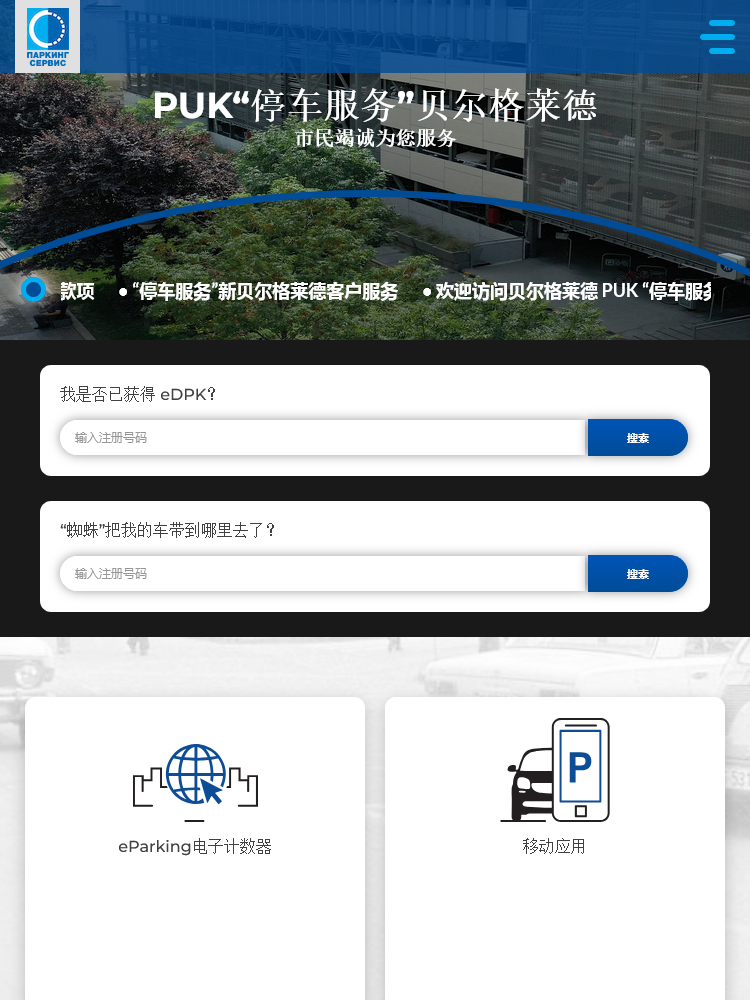 ПАРКИНГ
СЕРВИС
PUK“停车服务”贝尔格莱德
市民竭诚为您服务
款项 ● “停车服务”新贝尔格莱德客户服务 ● 欢迎访问贝尔格莱德 PUK “停车服务
我是否已获得 eDPK？
输入注册号码
搜索
“蜘蛛”把我的车带到哪里去了？
输入注册号码
搜索
P
eParking电子计数器
移动应用